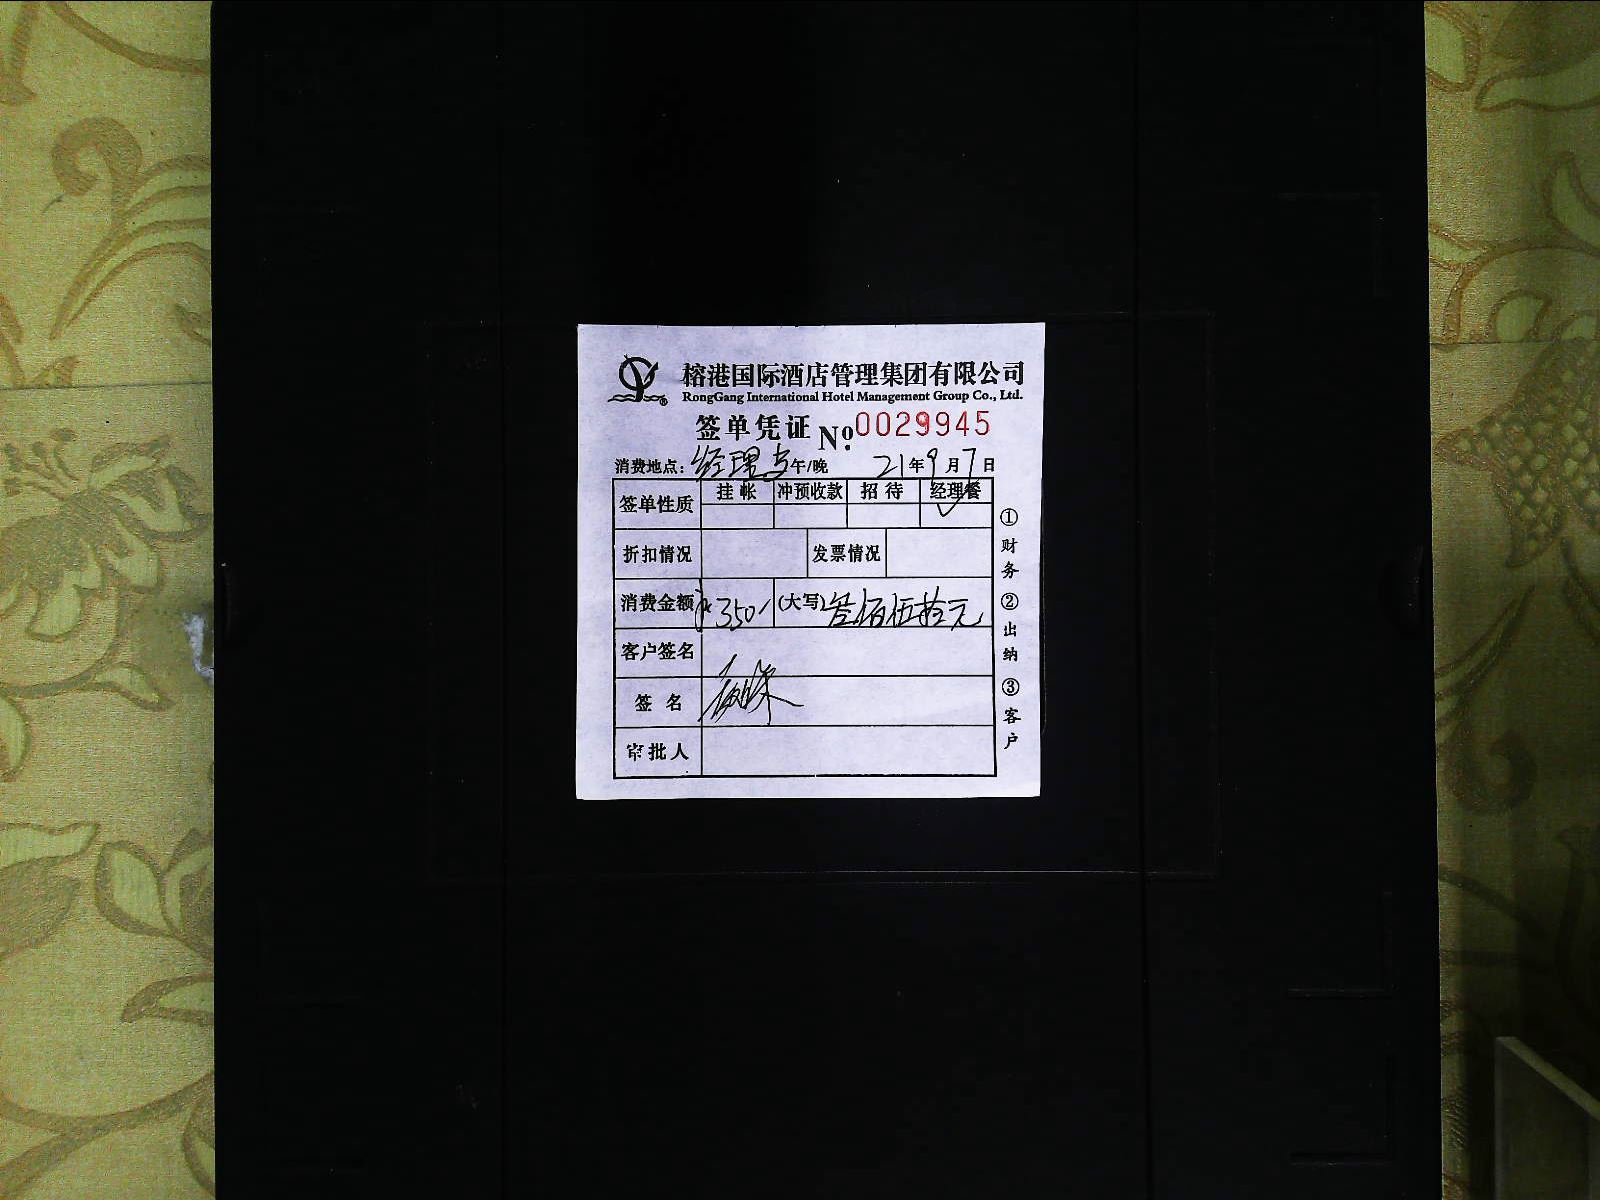 榕港国际酒店管理集团有限公司
RongGang International Hotel Management Group Co., Ltd.
签单凭证 №:0029945
消费地点: 经理 午/晚 21年9月7日
签单性质 挂帐 冲预收款 招待 经理餐
✓
折扣情况 发票情况
消费金额 ¥350/ (大写) 叁佰伍拾元
客户签名
签名
审批人
①财务 ②出纳 ③客户